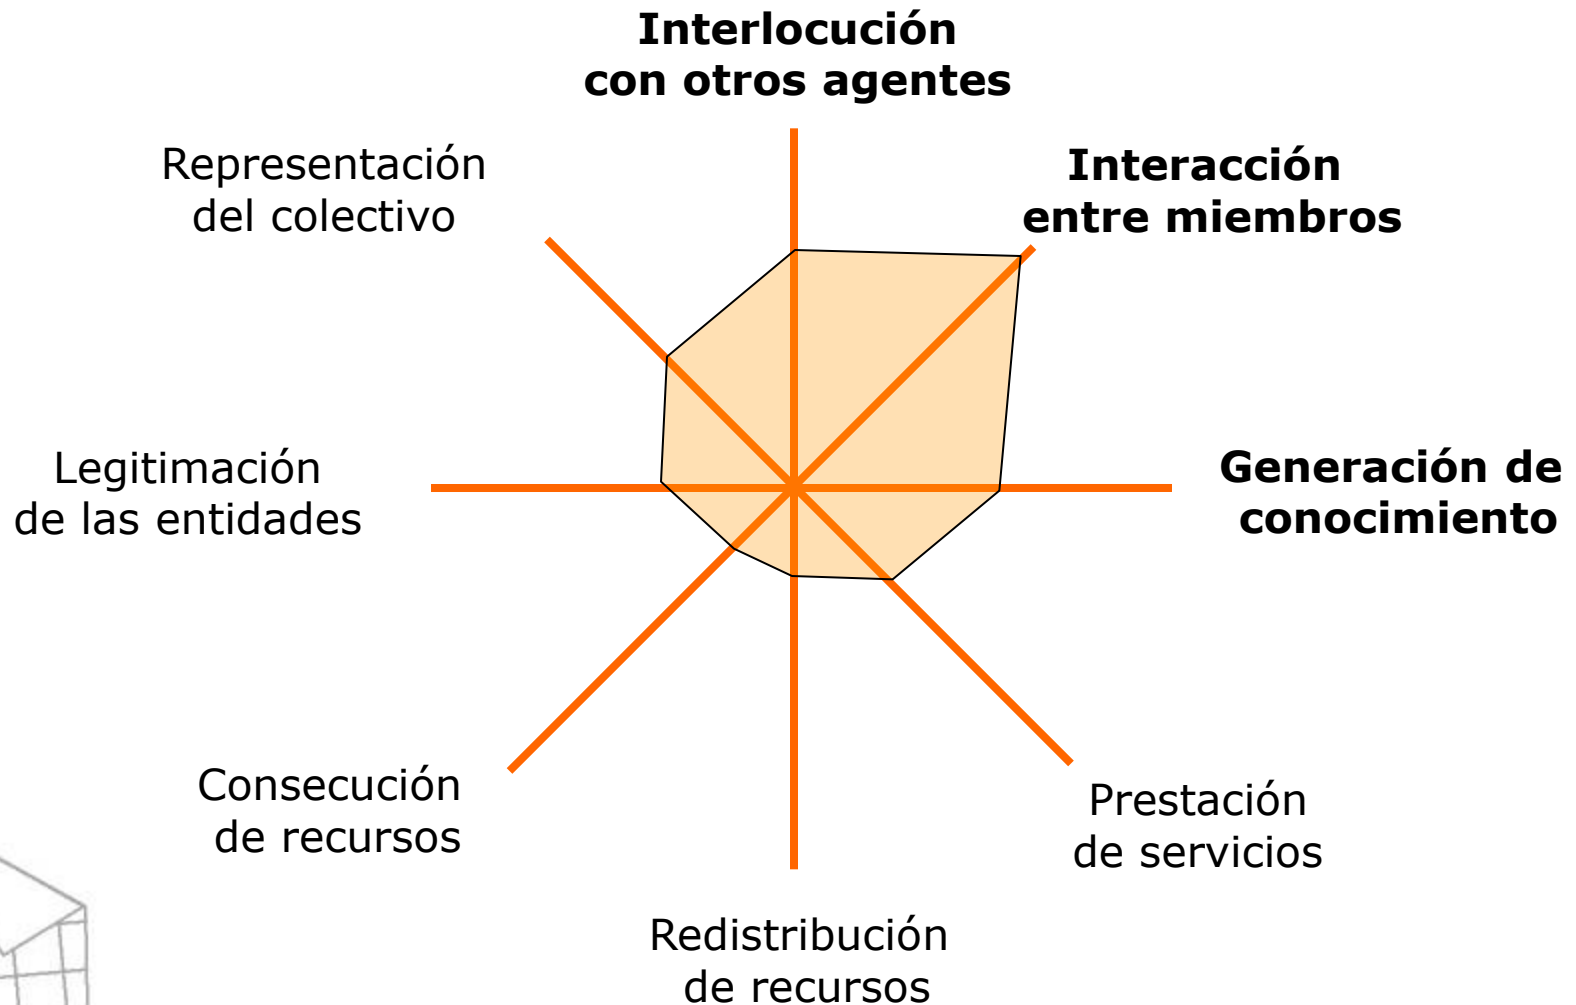 Interlocución
con otros agentes
Representación
del colectivo
Interacción
entre miembros
Legitimación
de las entidades
Generación de
conocimiento
Consecución
de recursos
Prestación
de servicios
Redistribución
de recursos